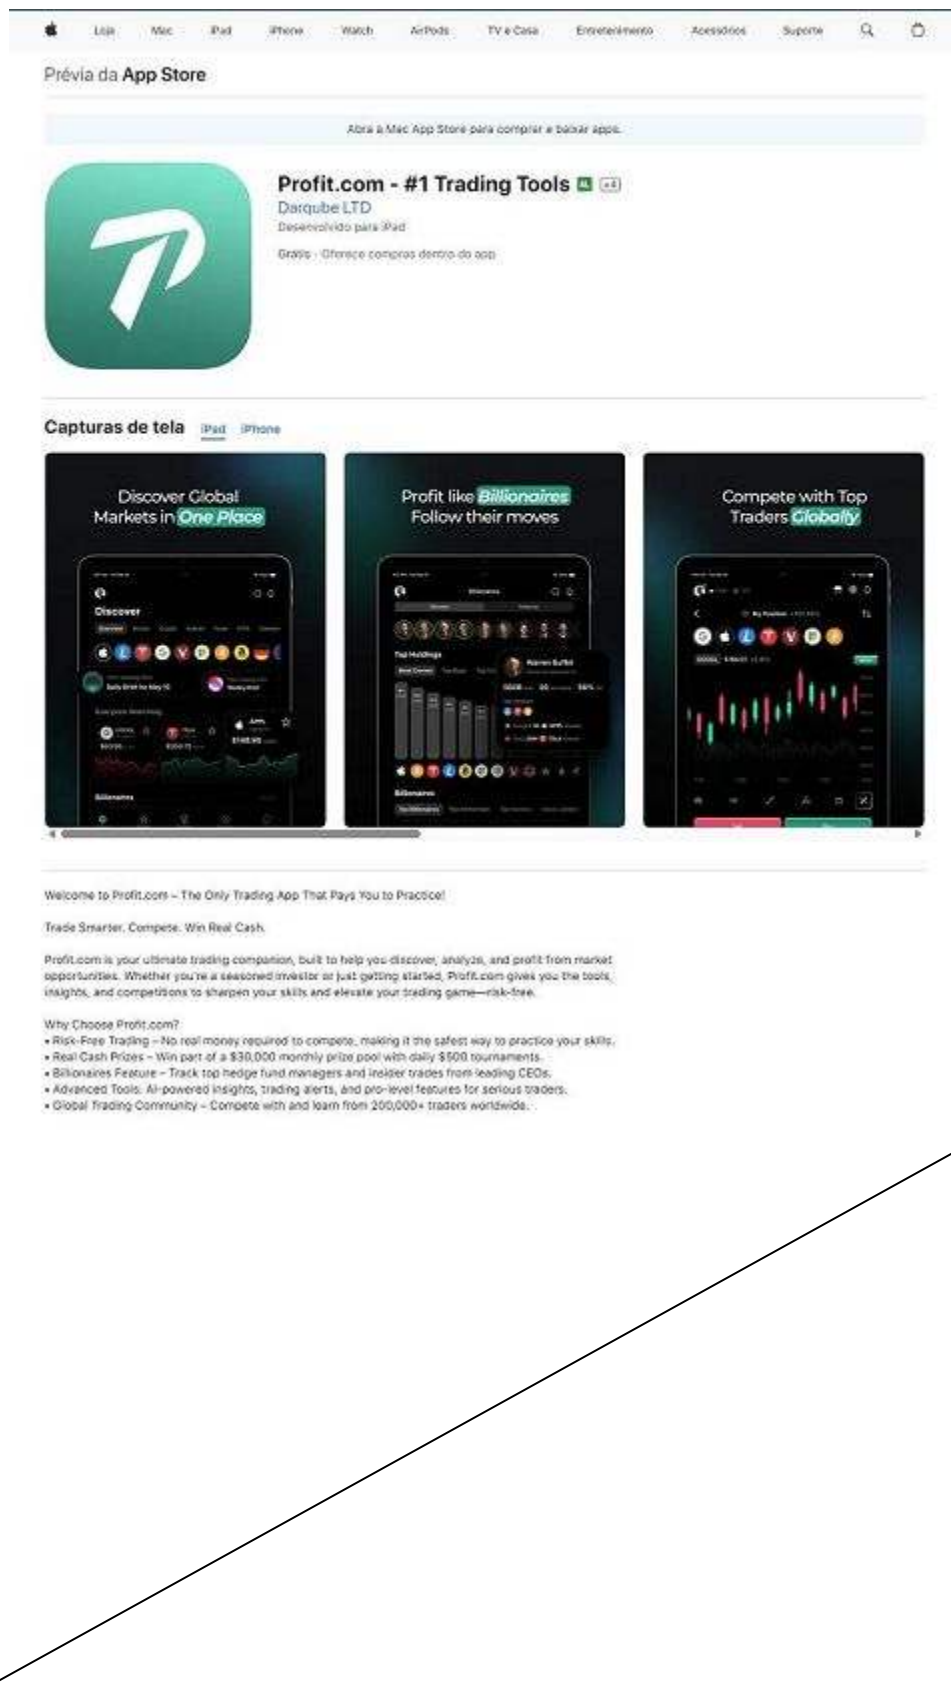 Loja Mac iPad iPhone Watch AirPods TV e Casa Entretenimento Acessórios Suporte
Prévia da App Store
Abra a Mac App Store para comprar e baixar apps.
Profit.com - #1 Trading Tools AL +4
Darqube LTD
Desenvolvido para iPad
Grátis · Oferece compras dentro do app
Capturas de tela iPad iPhone
Discover Global
Markets in One Place
Discover
Daily Brief for May 10
Billionaires
Profit like Billionaires
Follow their moves
Top Holdings
Warren Buffet
Billionaires
Compete with Top
Traders Globally
Welcome to Profit.com – The Only Trading App That Pays You to Practice!
Trade Smarter. Compete. Win Real Cash.
Profit.com is your ultimate trading companion, built to help you discover, analyze, and profit from market
opportunities. Whether you're a seasoned investor or just getting started, Profit.com gives you the tools,
insights, and competitions to sharpen your skills and elevate your trading game—risk-free.
Why Choose Profit.com?
• Risk-Free Trading – No real money required to compete, making it the safest way to practice your skills.
• Real Cash Prizes – Win part of a $30,000 monthly prize pool with daily $500 tournaments.
• Billionaires Feature – Track top hedge fund managers and insider trades from leading CEOs.
• Advanced Tools: AI-powered insights, trading alerts, and pro-level features for serious traders.
• Global Trading Community – Compete with and learn from 200,000+ traders worldwide.